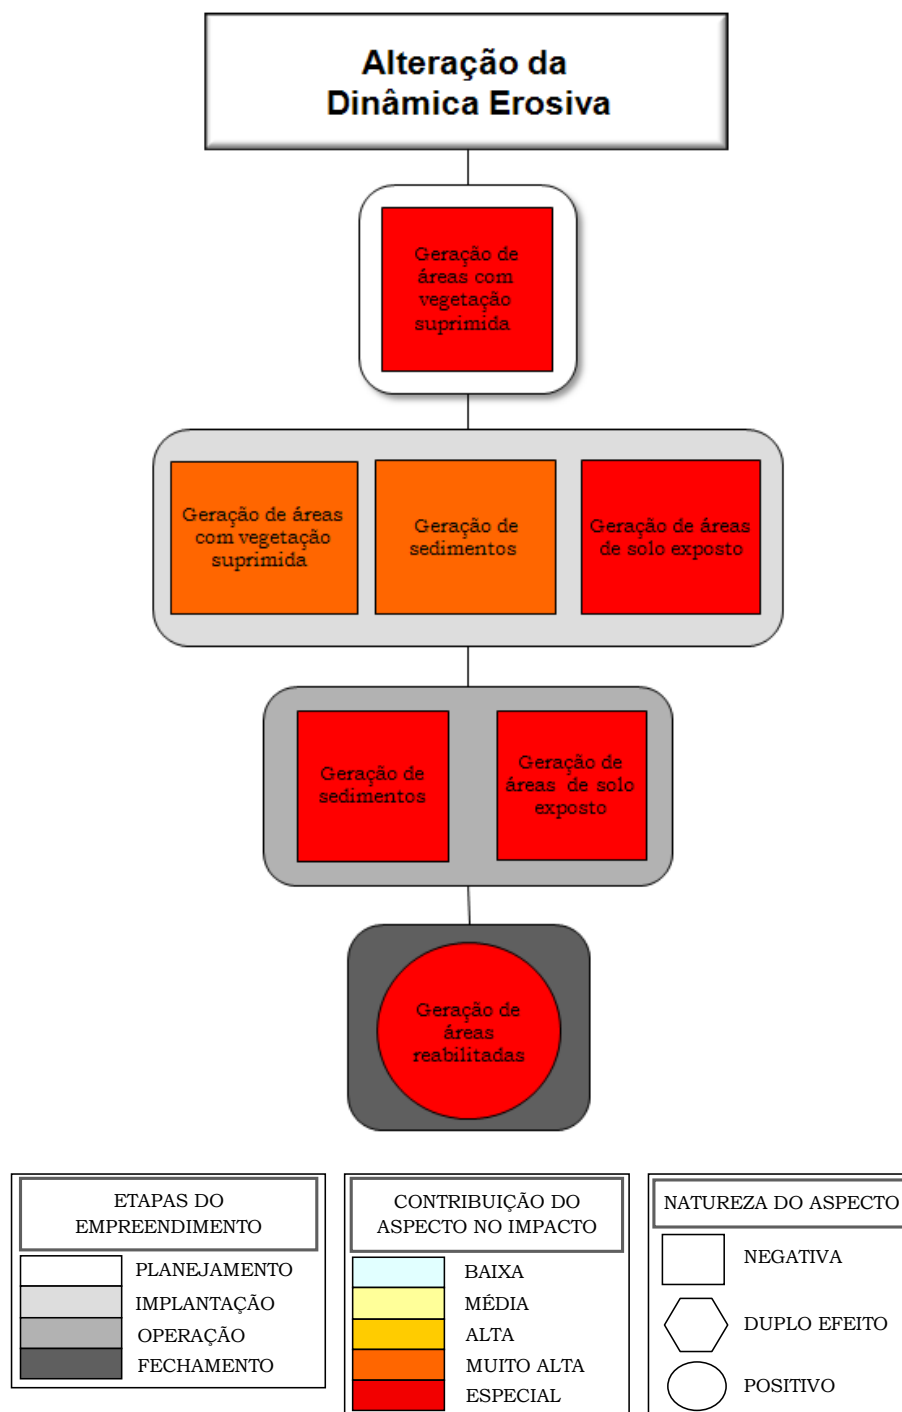 Alteração da
Dinâmica Erosiva
Geração de
áreas com
vegetação
suprimida
Geração de áreas
com vegetação
suprimida
Geração de
sedimentos
Geração de áreas
de solo exposto
Geração de
sedimentos
Geração de
áreas de solo
exposto
Geração de
áreas
reabilitadas
ETAPAS DO
EMPREENDIMENTO
PLANEJAMENTO
IMPLANTAÇÃO
OPERAÇÃO
FECHAMENTO
CONTRIBUIÇÃO DO
ASPECTO NO IMPACTO
BAIXA
MÉDIA
ALTA
MUITO ALTA
ESPECIAL
NATUREZA DO ASPECTO
NEGATIVA
DUPLO EFEITO
POSITIVO